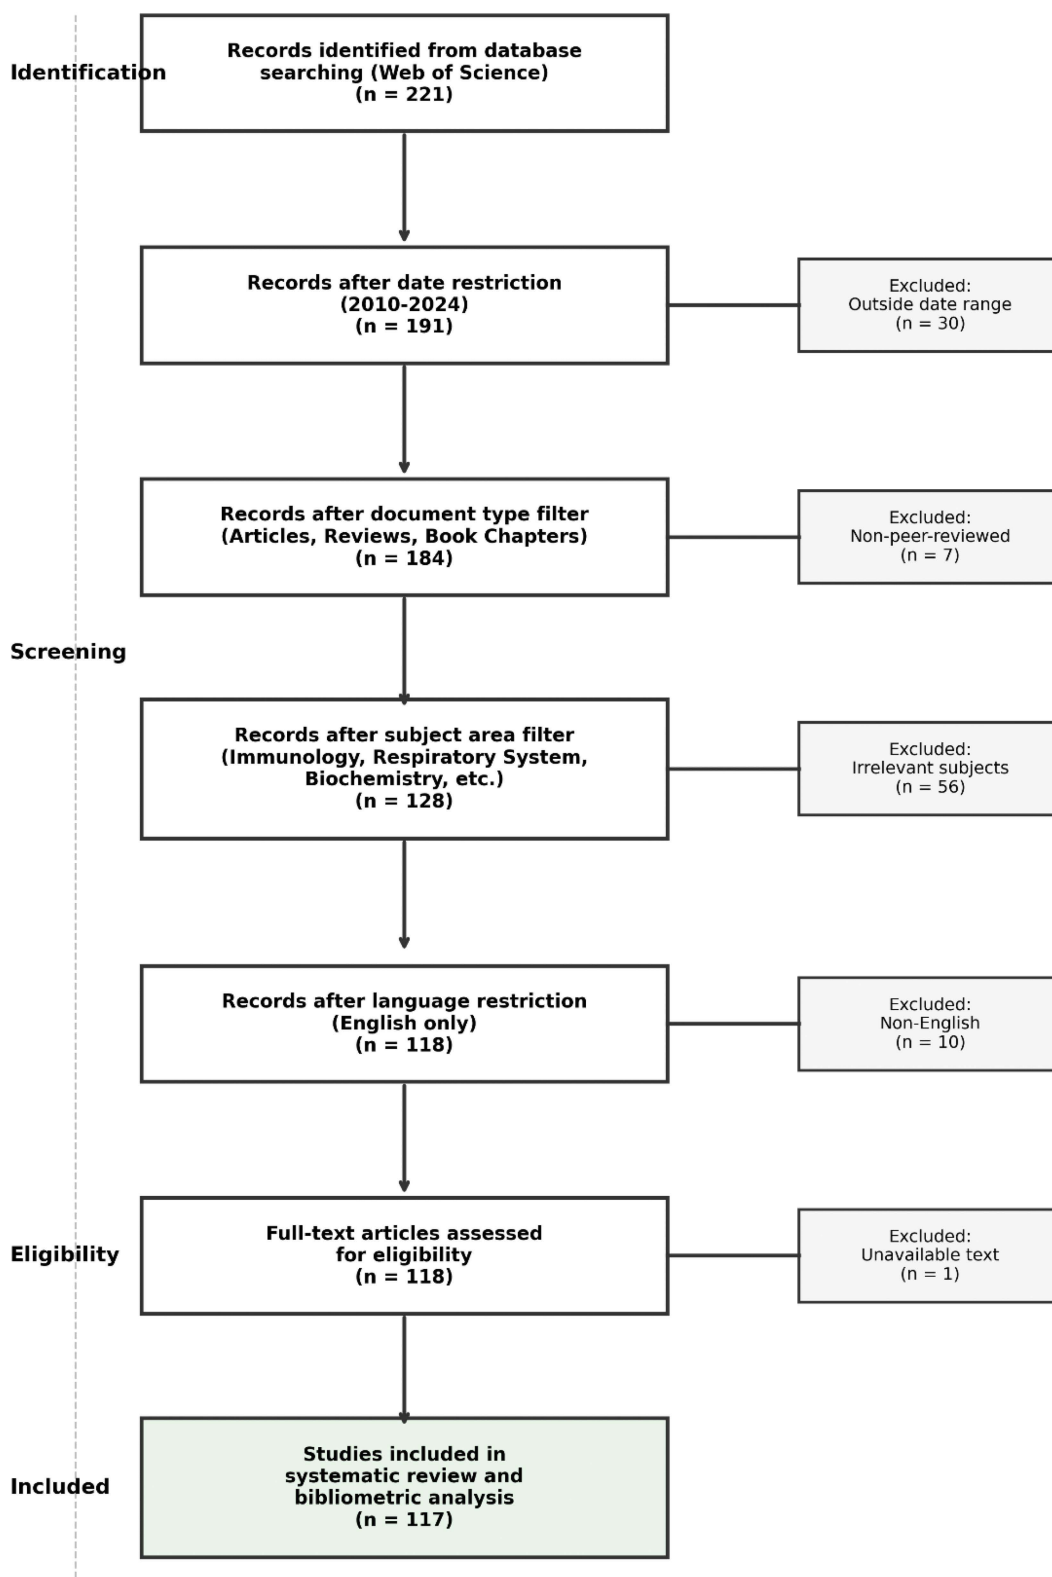 Identification
Records identified from database
searching (Web of Science)
(n = 221)
Records after date restriction
(2010-2024)
(n = 191)
Excluded:
Outside date range
(n = 30)
Records after document type filter
(Articles, Reviews, Book Chapters)
(n = 184)
Excluded:
Non-peer-reviewed
(n = 7)
Screening
Records after subject area filter
(Immunology, Respiratory System,
Biochemistry, etc.)
(n = 128)
Excluded:
Irrelevant subjects
(n = 56)
Records after language restriction
(English only)
(n = 118)
Excluded:
Non-English
(n = 10)
Eligibility
Full-text articles assessed
for eligibility
(n = 118)
Excluded:
Unavailable text
(n = 1)
Included
Studies included in
systematic review and
bibliometric analysis
(n = 117)